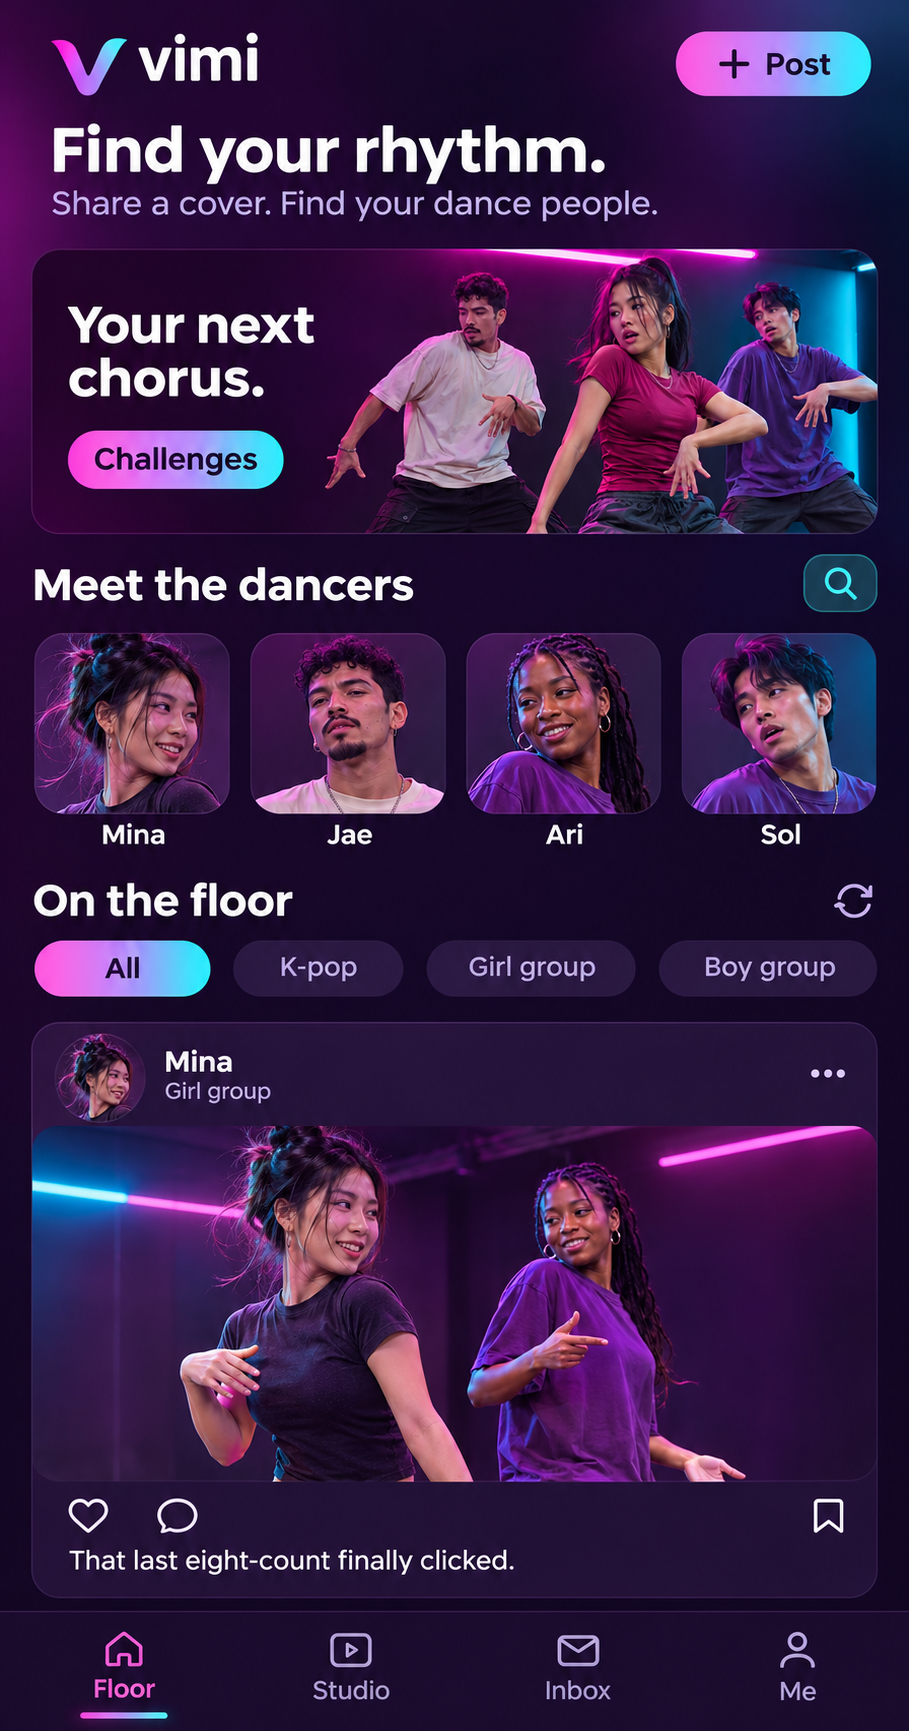 vimi
+ Post
Find your rhythm.
Share a cover. Find your dance people.
Your next
chorus.
Challenges
Meet the dancers
Mina
Jae
Ari
Sol
On the floor
All
K-pop
Girl group
Boy group
Mina
Girl group
That last eight-count finally clicked.
Floor
Studio
Inbox
Me